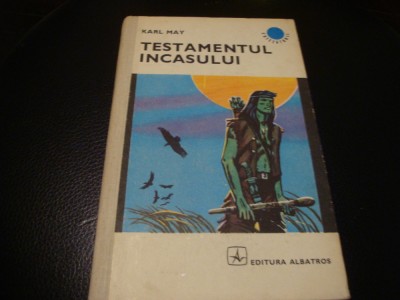 KARL MAY
TESTAMENTUL
INCASULUI
EDITURA ALBATROS